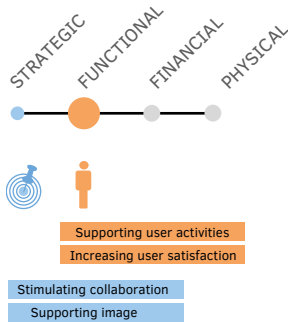 STRATEGIC
FUNCTIONAL
FINANCIAL
PHYSICAL
Supporting user activities
Increasing user satisfaction
Stimulating collaboration
Supporting image